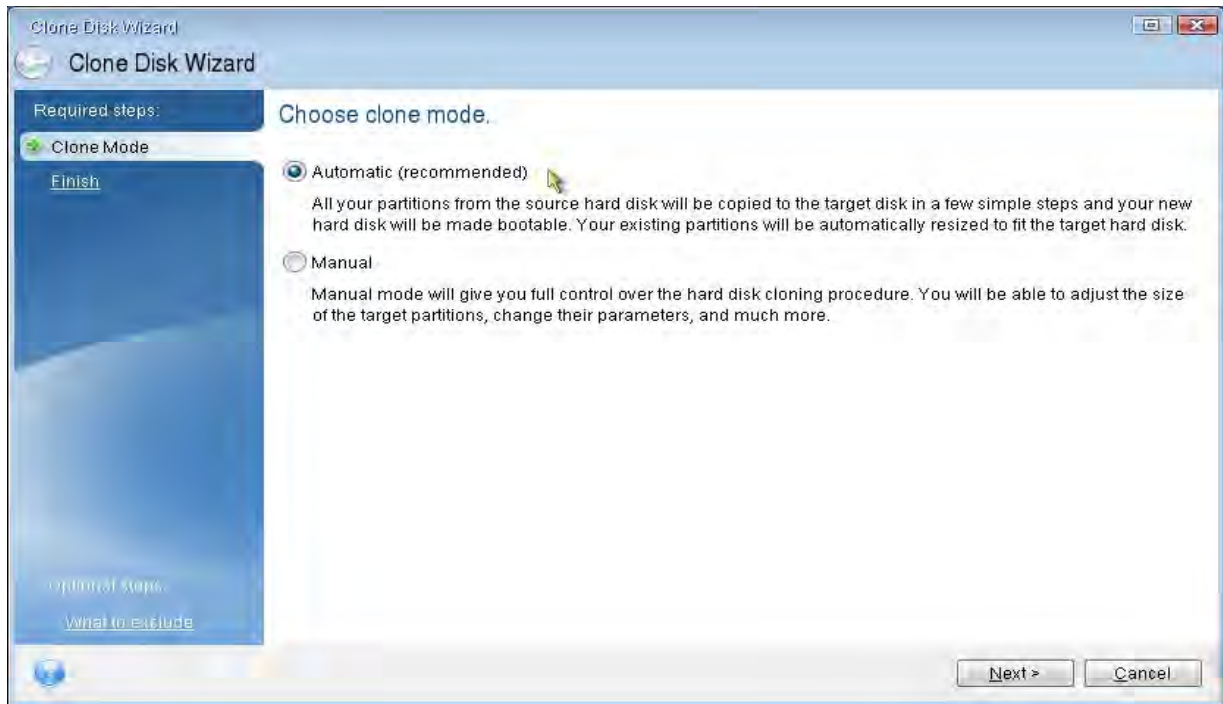 Clone Disk Wizard
Clone Disk Wizard
Required steps:
Clone Mode
Finish
Optional steps:
What to exclude
Choose clone mode.
Automatic (recommended)
All your partitions from the source hard disk will be copied to the target disk in a few simple steps and your new
hard disk will be made bootable. Your existing partitions will be automatically resized to fit the target hard disk.
Manual
Manual mode will give you full control over the hard disk cloning procedure. You will be able to adjust the size
of the target partitions, change their parameters, and much more.
Next >
Cancel